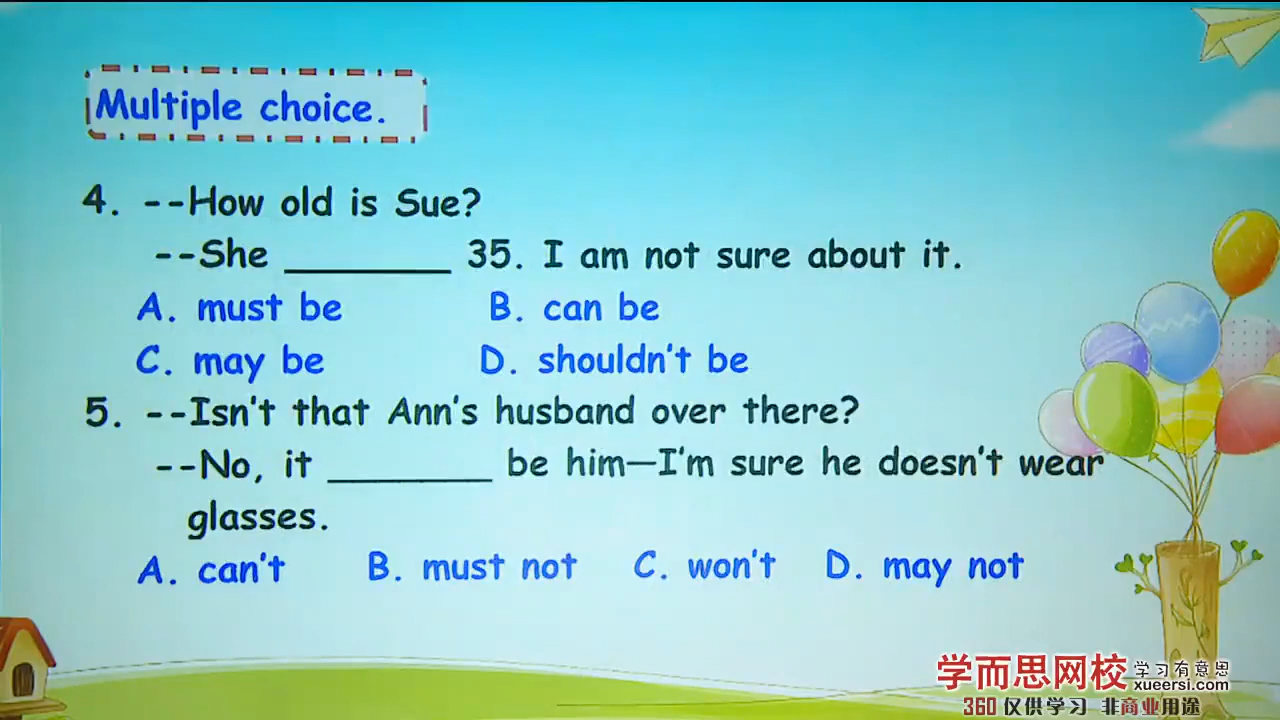 Multiple choice.
4. --How old is Sue?
--She ________ 35. I am not sure about it.
A. must be B. can be
C. may be D. shouldn't be
5. --Isn't that Ann's husband over there?
--No, it ________ be him—I'm sure he doesn't wear
glasses.
A. can't B. must not C. won't D. may not
学而思网校 学习有意思
xueersi.com
360 仅供学习 非商业用途